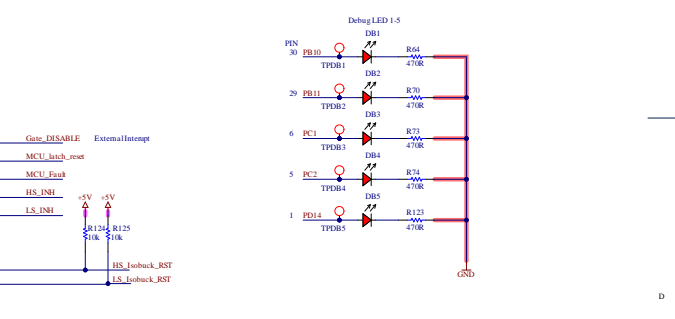 Debug LED 1-5
DB1
PIN
30 PB10
R64
TPDB1
470R
DB2
29 PB11
R70
TPDB2
470R
DB3
6 PC1
R73
TPDB3
470R
DB4
5 PC2
R74
TPDB4
470R
DB5
1 PD14
R123
TPDB5
470R
GND
Gate_DISABLE External Interupt
MCU_latch_reset
MCU_Fault
HS_INH
LS_INH
+5V +5V
R124 R125
10k 10k
HS_Isobuck_RST
LS_Isobuck_RST
D